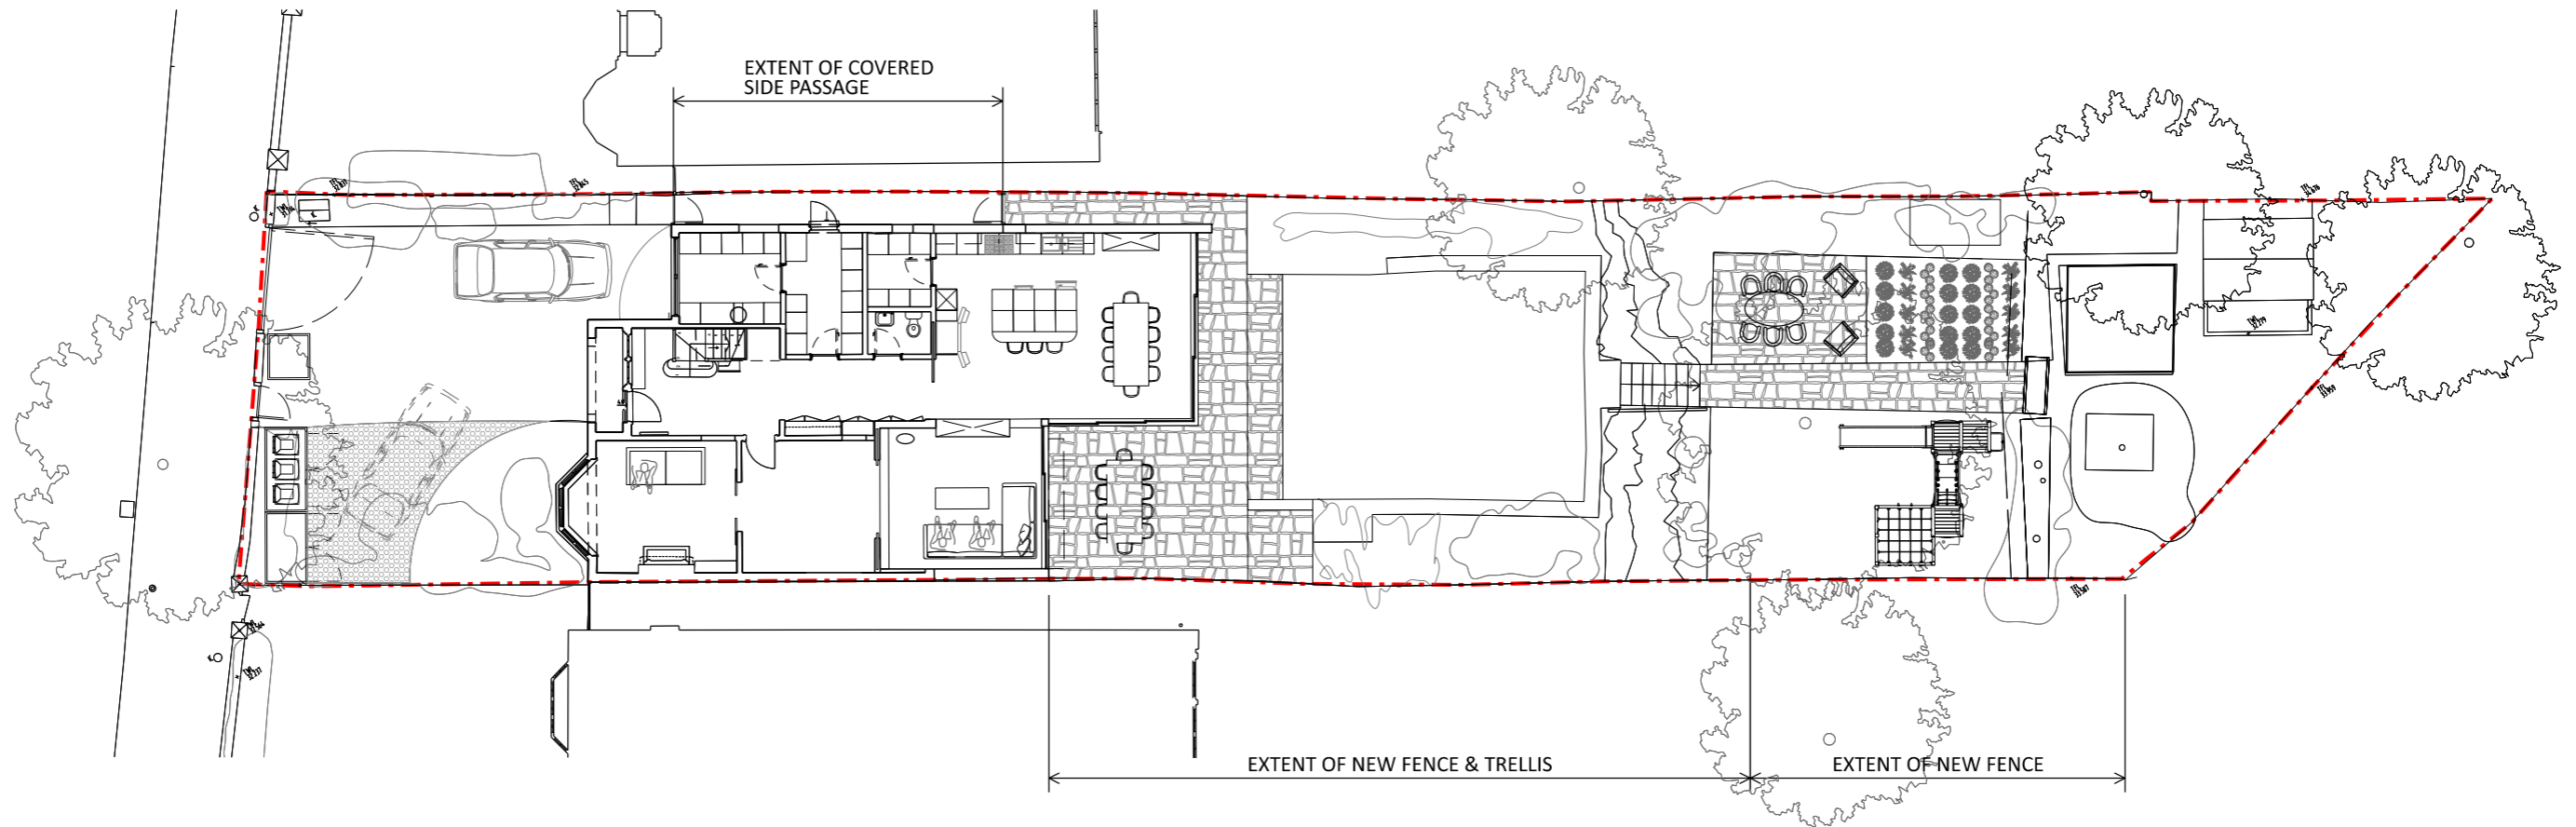 EXTENT OF COVERED
SIDE PASSAGE
EXTENT OF NEW FENCE & TRELLIS
EXTENT OF NEW FENCE